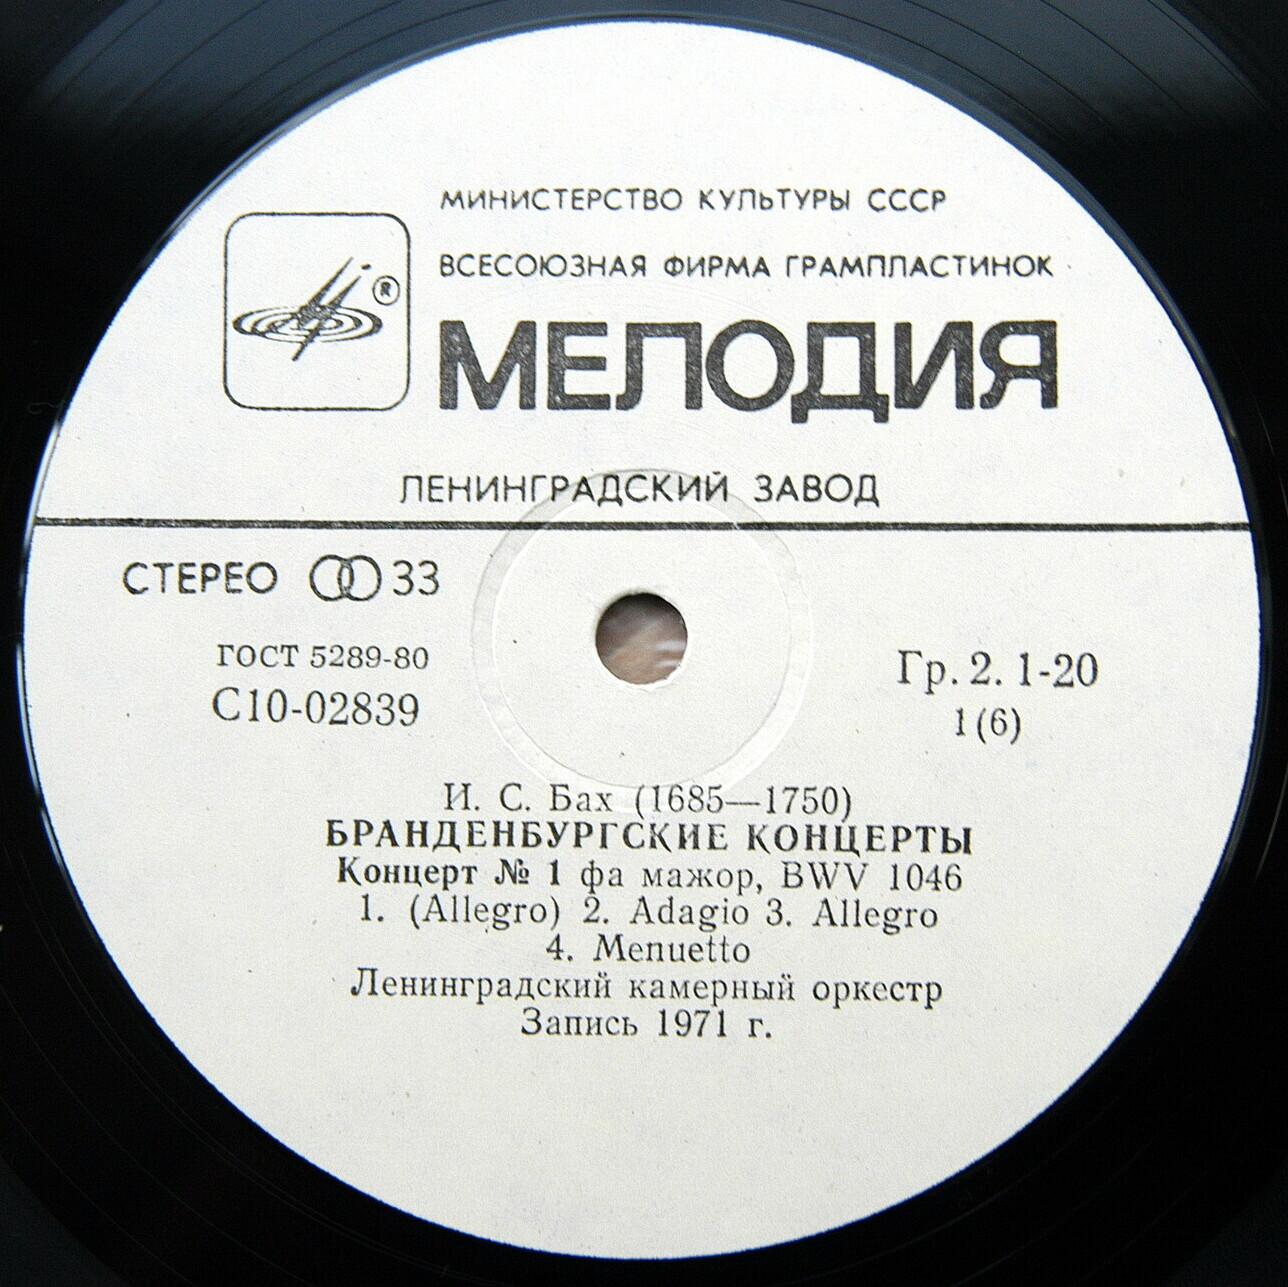 МИНИСТЕРСТВО КУЛЬТУРЫ СССР
ВСЕСОЮЗНАЯ ФИРМА ГРАМПЛАСТИНОК
®
МЕЛОДИЯ
ЛЕНИНГРАДСКИЙ ЗАВОД
СТЕРЕО 33
ГОСТ 5289-80
С10-02839
Гр. 2. 1-20
1 (6)
И. С. Бах (1685—1750)
БРАНДЕНБУРГСКИЕ КОНЦЕРТЫ
Концерт № 1 фа мажор, BWV 1046
1. (Allegro) 2. Adagio 3. Allegro
4. Menuetto
Ленинградский камерный оркестр
Запись 1971 г.